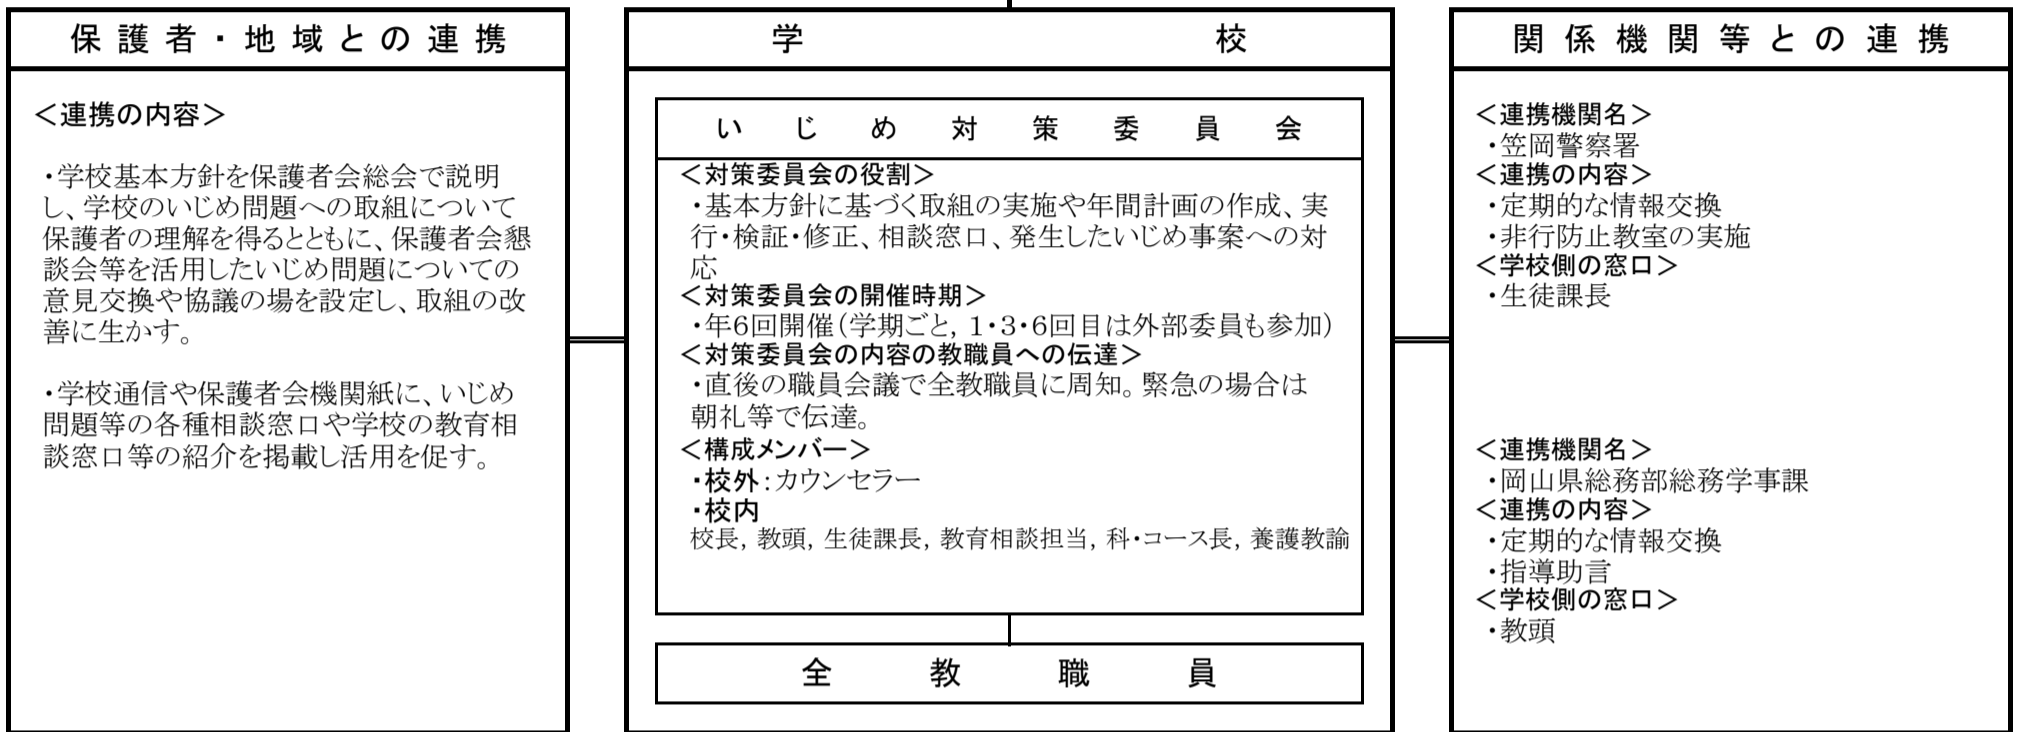 保護者・地域との連携
＜連携の内容＞
・学校基本方針を保護者会総会で説明
し、学校のいじめ問題への取組について
保護者の理解を得るとともに、保護者会懇
談会等を活用したいじめ問題についての
意見交換や協議の場を設定し、取組の改
善に生かす。
・学校通信や保護者会機関紙に、いじめ
問題等の各種相談窓口や学校の教育相
談窓口等の紹介を掲載し活用を促す。
学校
いじめ対策委員会
＜対策委員会の役割＞
・基本方針に基づく取組の実施や年間計画の作成、実
行・検証・修正、相談窓口、発生したいじめ事案への対
応
＜対策委員会の開催時期＞
・年6回開催（学期ごと，1・3・6回目は外部委員も参加）
＜対策委員会の内容の教職員への伝達＞
・直後の職員会議で全教職員に周知。緊急の場合は
朝礼等で伝達。
＜構成メンバー＞
・校外：カウンセラー
・校内
校長，教頭，生徒課長，教育相談担当，科・コース長，養護教諭
全教職員
関係機関等との連携
＜連携機関名＞
・笠岡警察署
＜連携の内容＞
・定期的な情報交換
・非行防止教室の実施
＜学校側の窓口＞
・生徒課長
＜連携機関名＞
・岡山県総務部総務学事課
＜連携の内容＞
・定期的な情報交換
・指導助言
＜学校側の窓口＞
・教頭